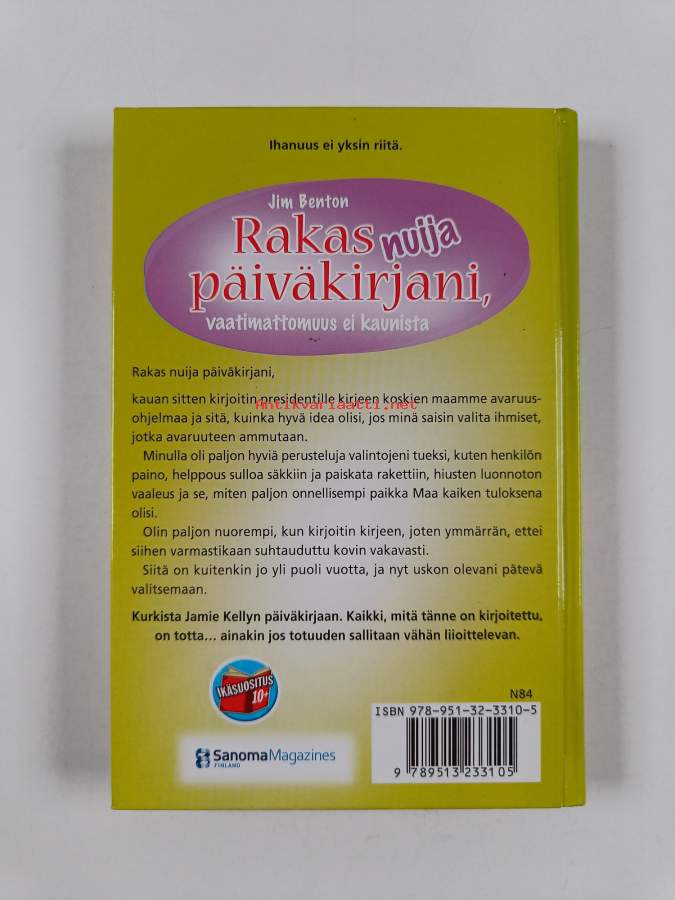 Ihanuus ei yksin riitä.
Jim Benton
Rakas nuija
päiväkirjani,
vaatimattomuus ei kaunista
Rakas nuija päiväkirjani,
kauan sitten kirjoitin presidentille kirjeen koskien maamme avaruus-
Antikvariaatti.net
ohjelmaa ja sitä, kuinka hyvä idea olisi, jos minä saisin valita ihmiset,
jotka avaruuteen ammutaan.
Minulla oli paljon hyviä perusteluja valintojeni tueksi, kuten henkilön
paino, helppous sulloa säkkiin ja paiskata rakettiin, hiusten luonnoton
vaaleus ja se, miten paljon onnellisempi paikka Maa kaiken tuloksena
olisi.
Olin paljon nuorempi, kun kirjoitin kirjeen, joten ymmärrän, ettei
siihen varmastikaan suhtauduttu kovin vakavasti.
Siitä on kuitenkin jo yli puoli vuotta, ja nyt uskon olevani pätevä
valitsemaan.
Kurkista Jamie Kellyn päiväkirjaan. Kaikki, mitä tänne on kirjoitettu,
on totta... ainakin jos totuuden sallitaan vähän liioittelevan.
IKÄSUOSITUS
10+
N84
ISBN 978-951-32-3310-5
SanomaMagazines
FINLAND
9 789513 233105